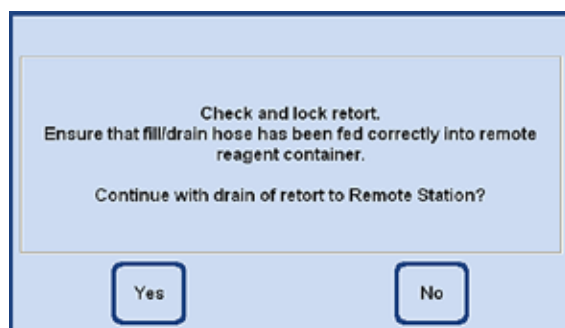 Check and lock retort.
Ensure that fill/drain hose has been fed correctly into remote
reagent container.
Continue with drain of retort to Remote Station?
Yes
No